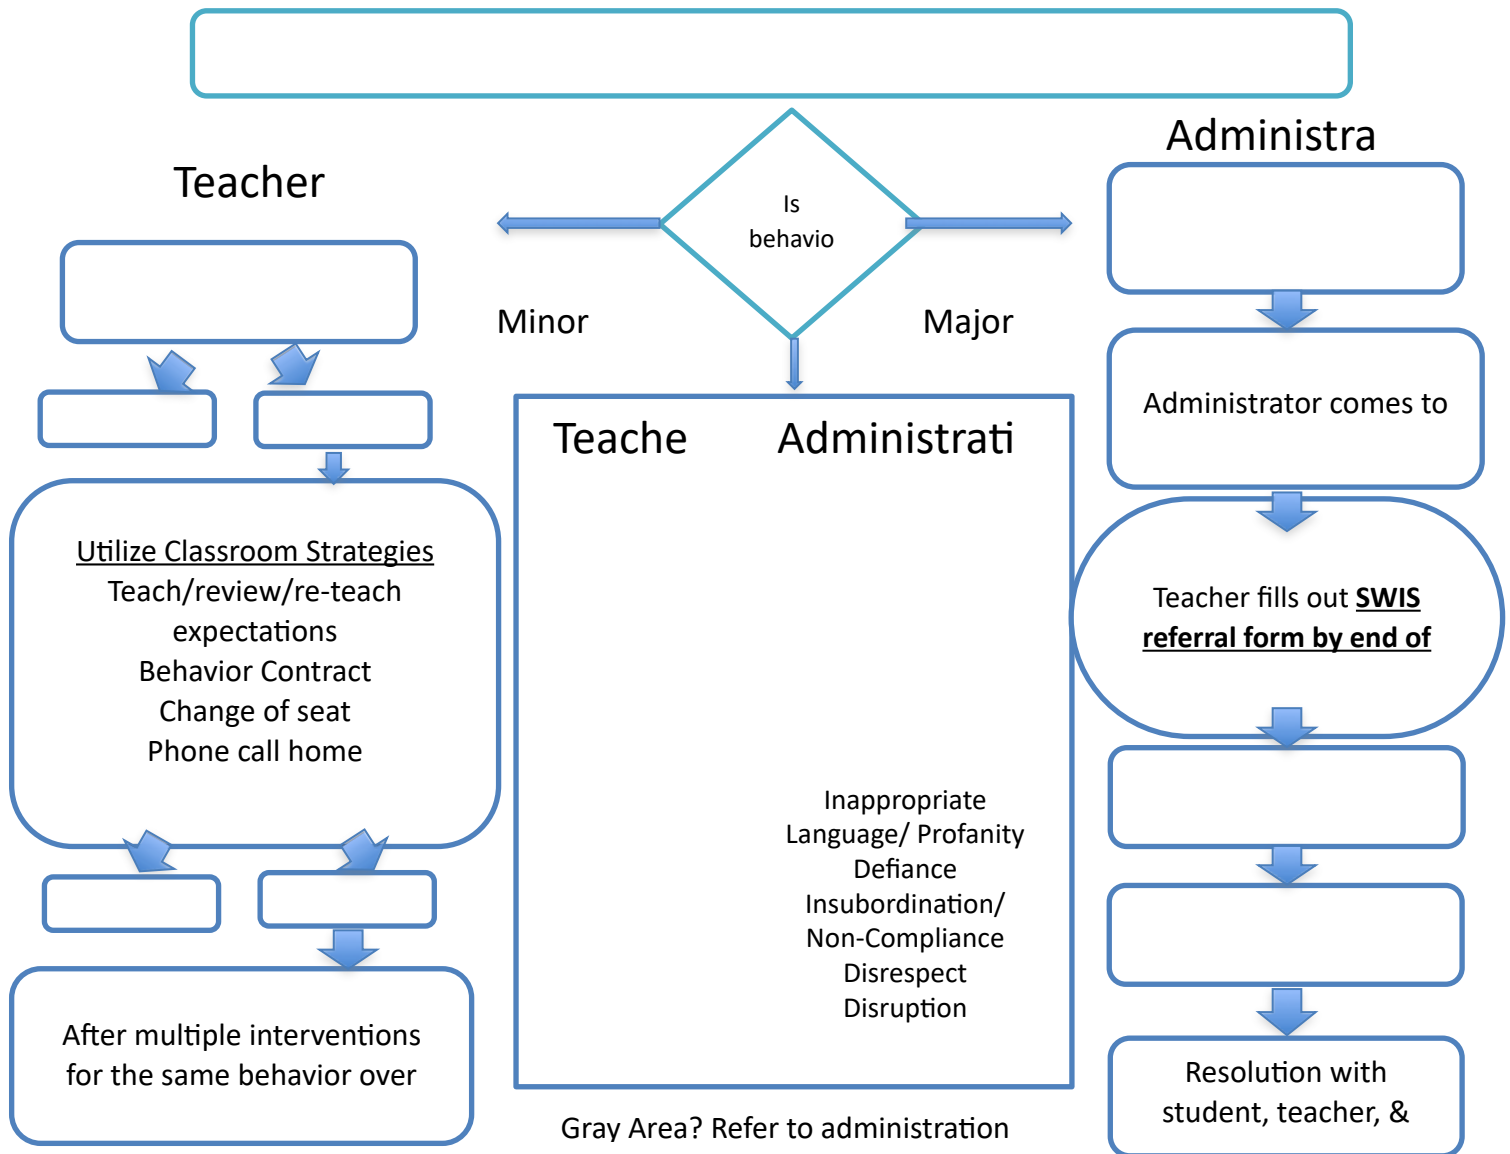 Administra
Teacher
Is
behavio
Minor
Major
Administrator comes to
Teache
Administrati
Utilize Classroom Strategies
Teach/review/re-teach
expectations
Behavior Contract
Change of seat
Phone call home
Teacher fills out SWIS
referral form by end of
Inappropriate
Language/ Profanity
Defiance
Insubordination/
Non-Compliance
Disrespect
Disruption
After multiple interventions
for the same behavior over
Resolution with
student, teacher, &
Gray Area? Refer to administration